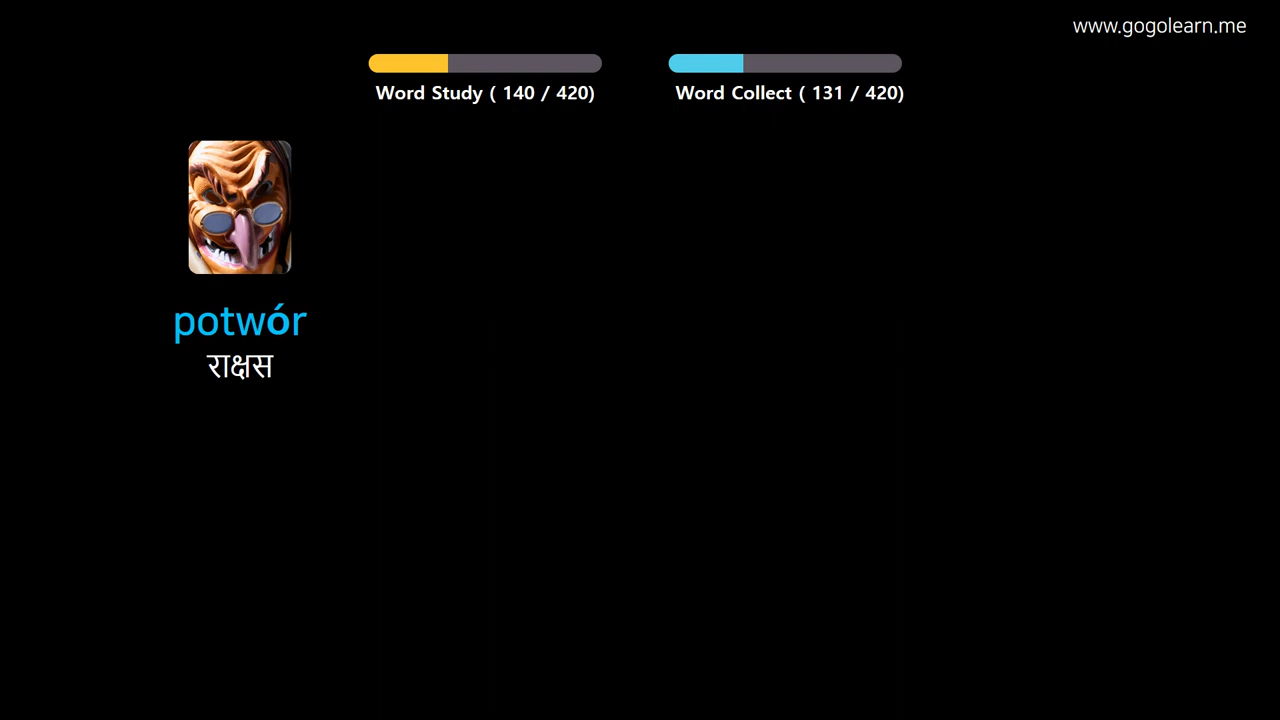 www.gogolearn.me
Word Study ( 140 / 420)
Word Collect ( 131 / 420)
potwór
राक्षस